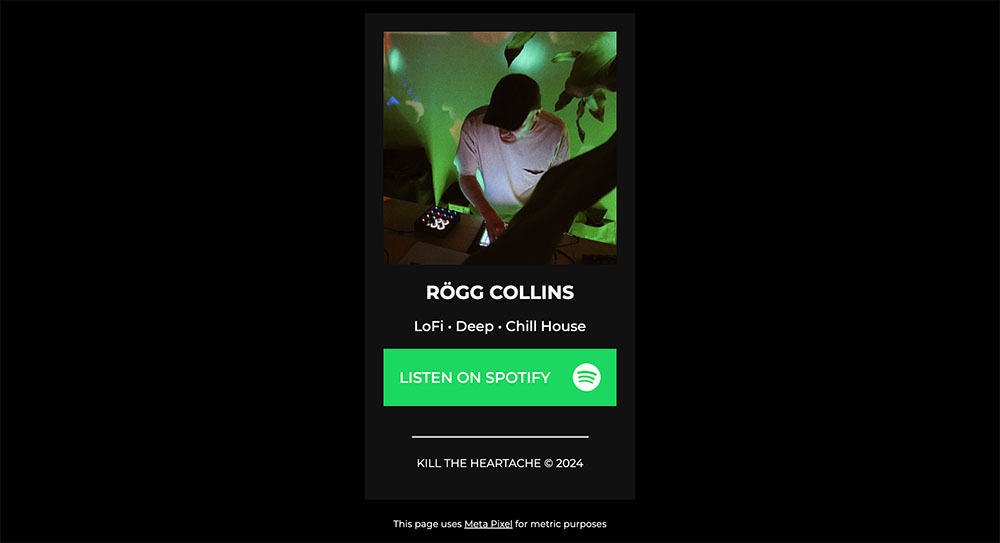 RÖGG COLLINS
LoFi • Deep • Chill House
LISTEN ON SPOTIFY
KILL THE HEARTACHE © 2024
This page uses Meta Pixel for metric purposes